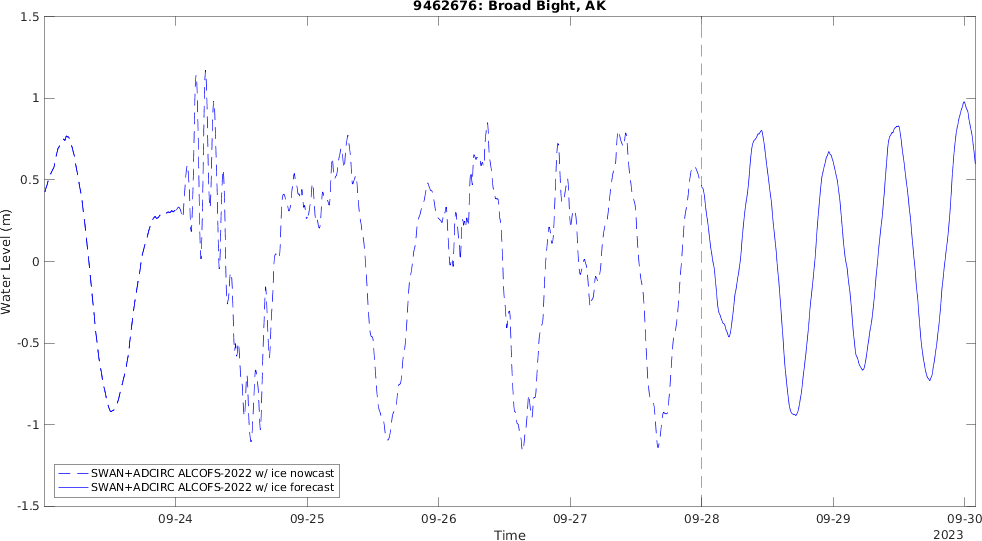 9462676: Broad Bight, AK
1.5
1
0.5
0
-0.5
-1
-1.5
Water Level (m)
SWAN+ADCIRC ALCOFS-2022 w/ ice nowcast
SWAN+ADCIRC ALCOFS-2022 w/ ice forecast
09-24 09-25 09-26 09-27 09-28 09-29 09-30
Time
2023